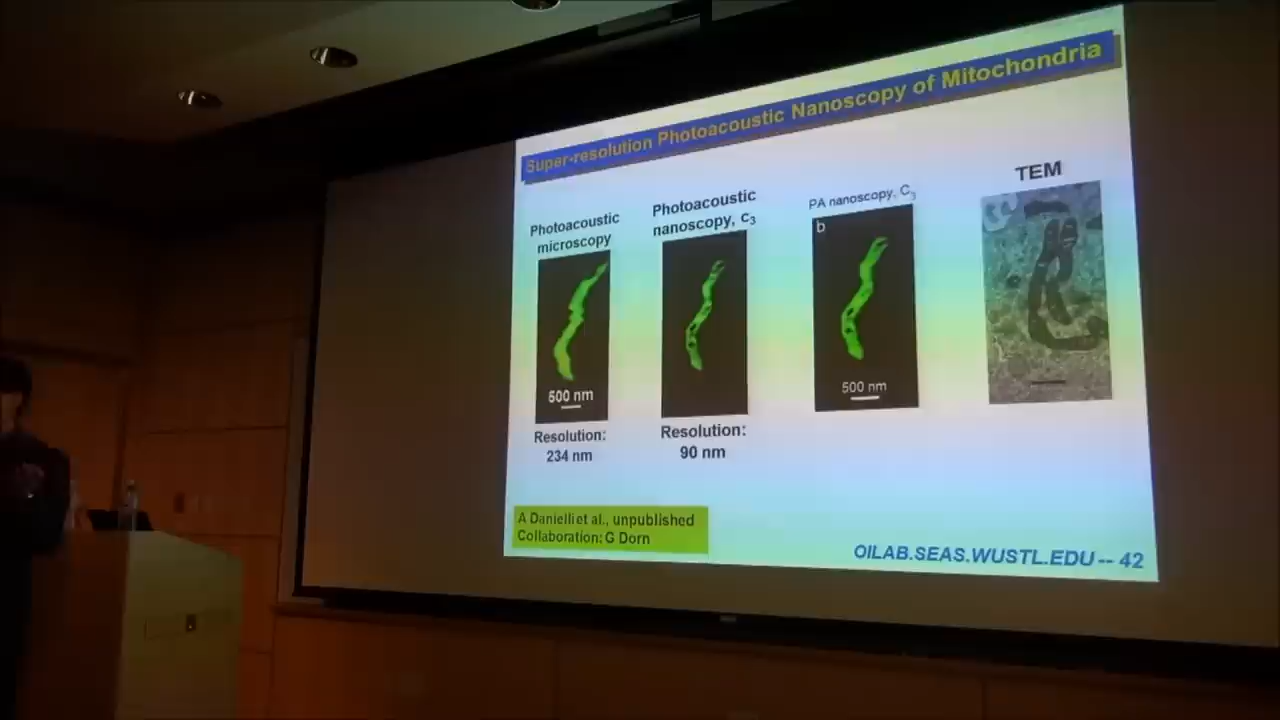 Super-resolution Photoacoustic Nanoscopy of Mitochondria
Photoacoustic
microscopy
500 nm
Resolution:
234 nm
Photoacoustic
nanoscopy, c₃
Resolution:
90 nm
PA nanoscopy, C₃
b
500 nm
TEM
A Danielli et al., unpublished
Collaboration: G Dorn
OILAB.SEAS.WUSTL.EDU -- 42